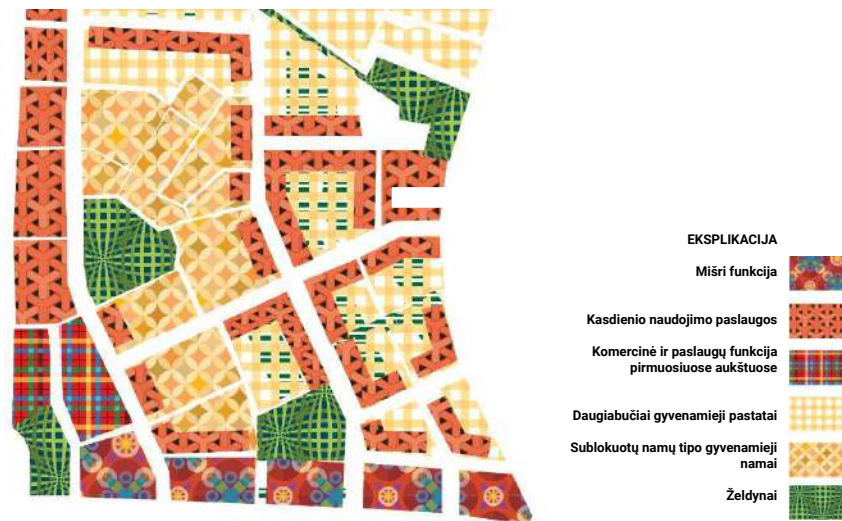 EKSPLIKACIJA
Mišri funkcija
Kasdienio naudojimo paslaugos
Komercinė ir paslaugų funkcija
pirmuosiuose aukštuose
Daugiabučiai gyvenamieji pastatai
Sublokuotų namų tipo gyvenamieji
namai
Želdynai